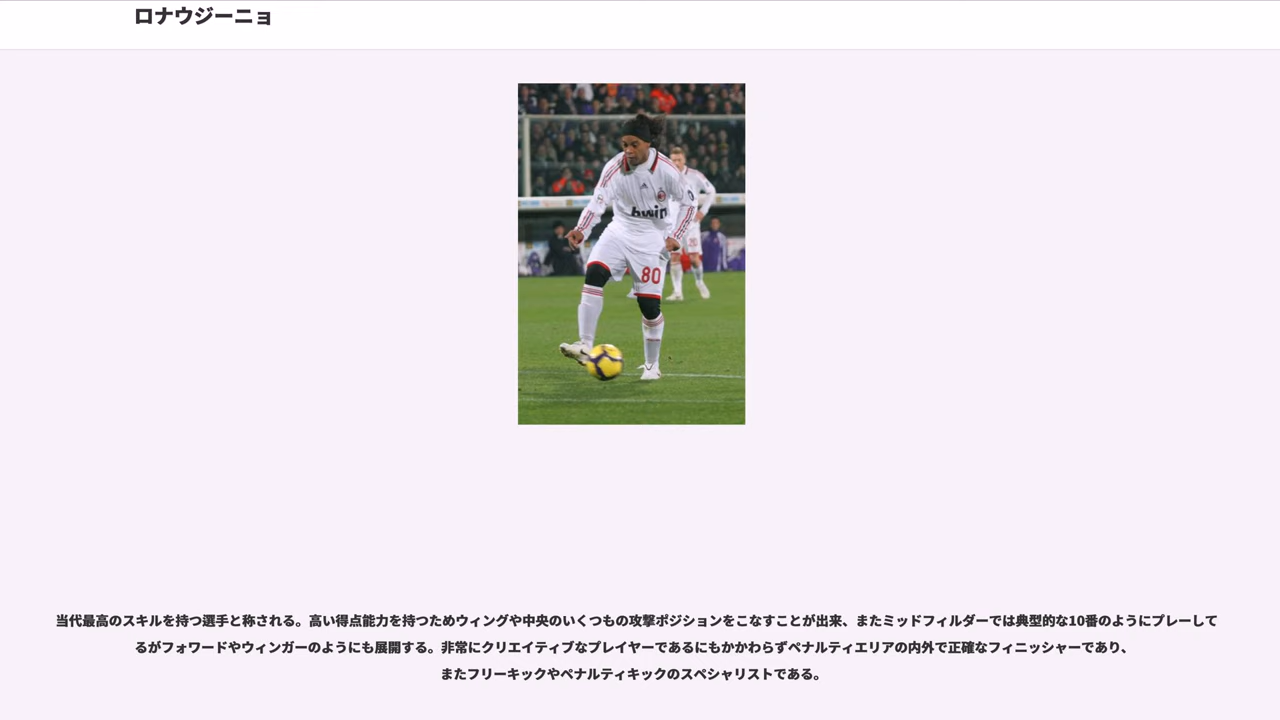 ロナウジーニョ
bwin
80
当代最高のスキルを持つ選手と称される。高い得点能力を持つためウィングや中央のいくつもの攻撃ポジションをこなすことが出来、またミッドフィルダーでは典型的な10番のようにプレーして
るがフォワードやウィンガーのようにも展開する。非常にクリエイティブなプレイヤーであるにもかかわらずペナルティエリアの内外で正確なフィニッシャーであり、
またフリーキックやペナルティキックのスペシャリストである。